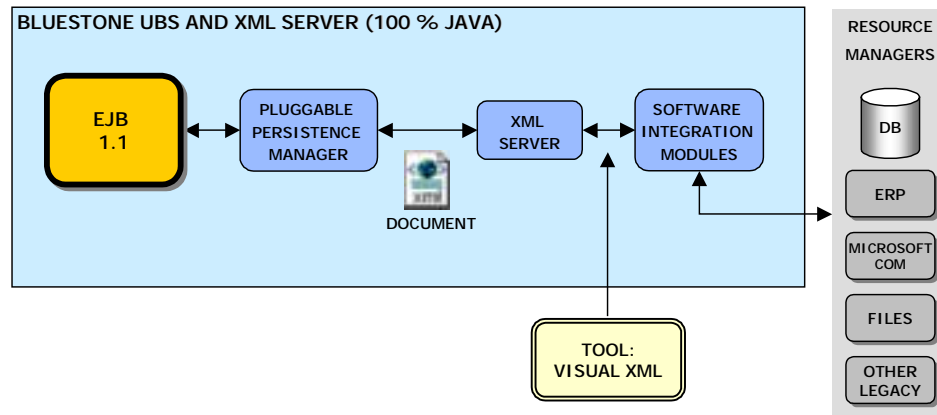 BLUESTONE UBS AND XML SERVER (100 % JAVA)
EJB
1.1
PLUGGABLE
PERSISTENCE
MANAGER
DOCUMENT
XML
SERVER
SOFTWARE
INTEGRATION
MODULES
TOOL:
VISUAL XML
RESOURCE
MANAGERS
DB
ERP
MICROSOFT
COM
FILES
OTHER
LEGACY